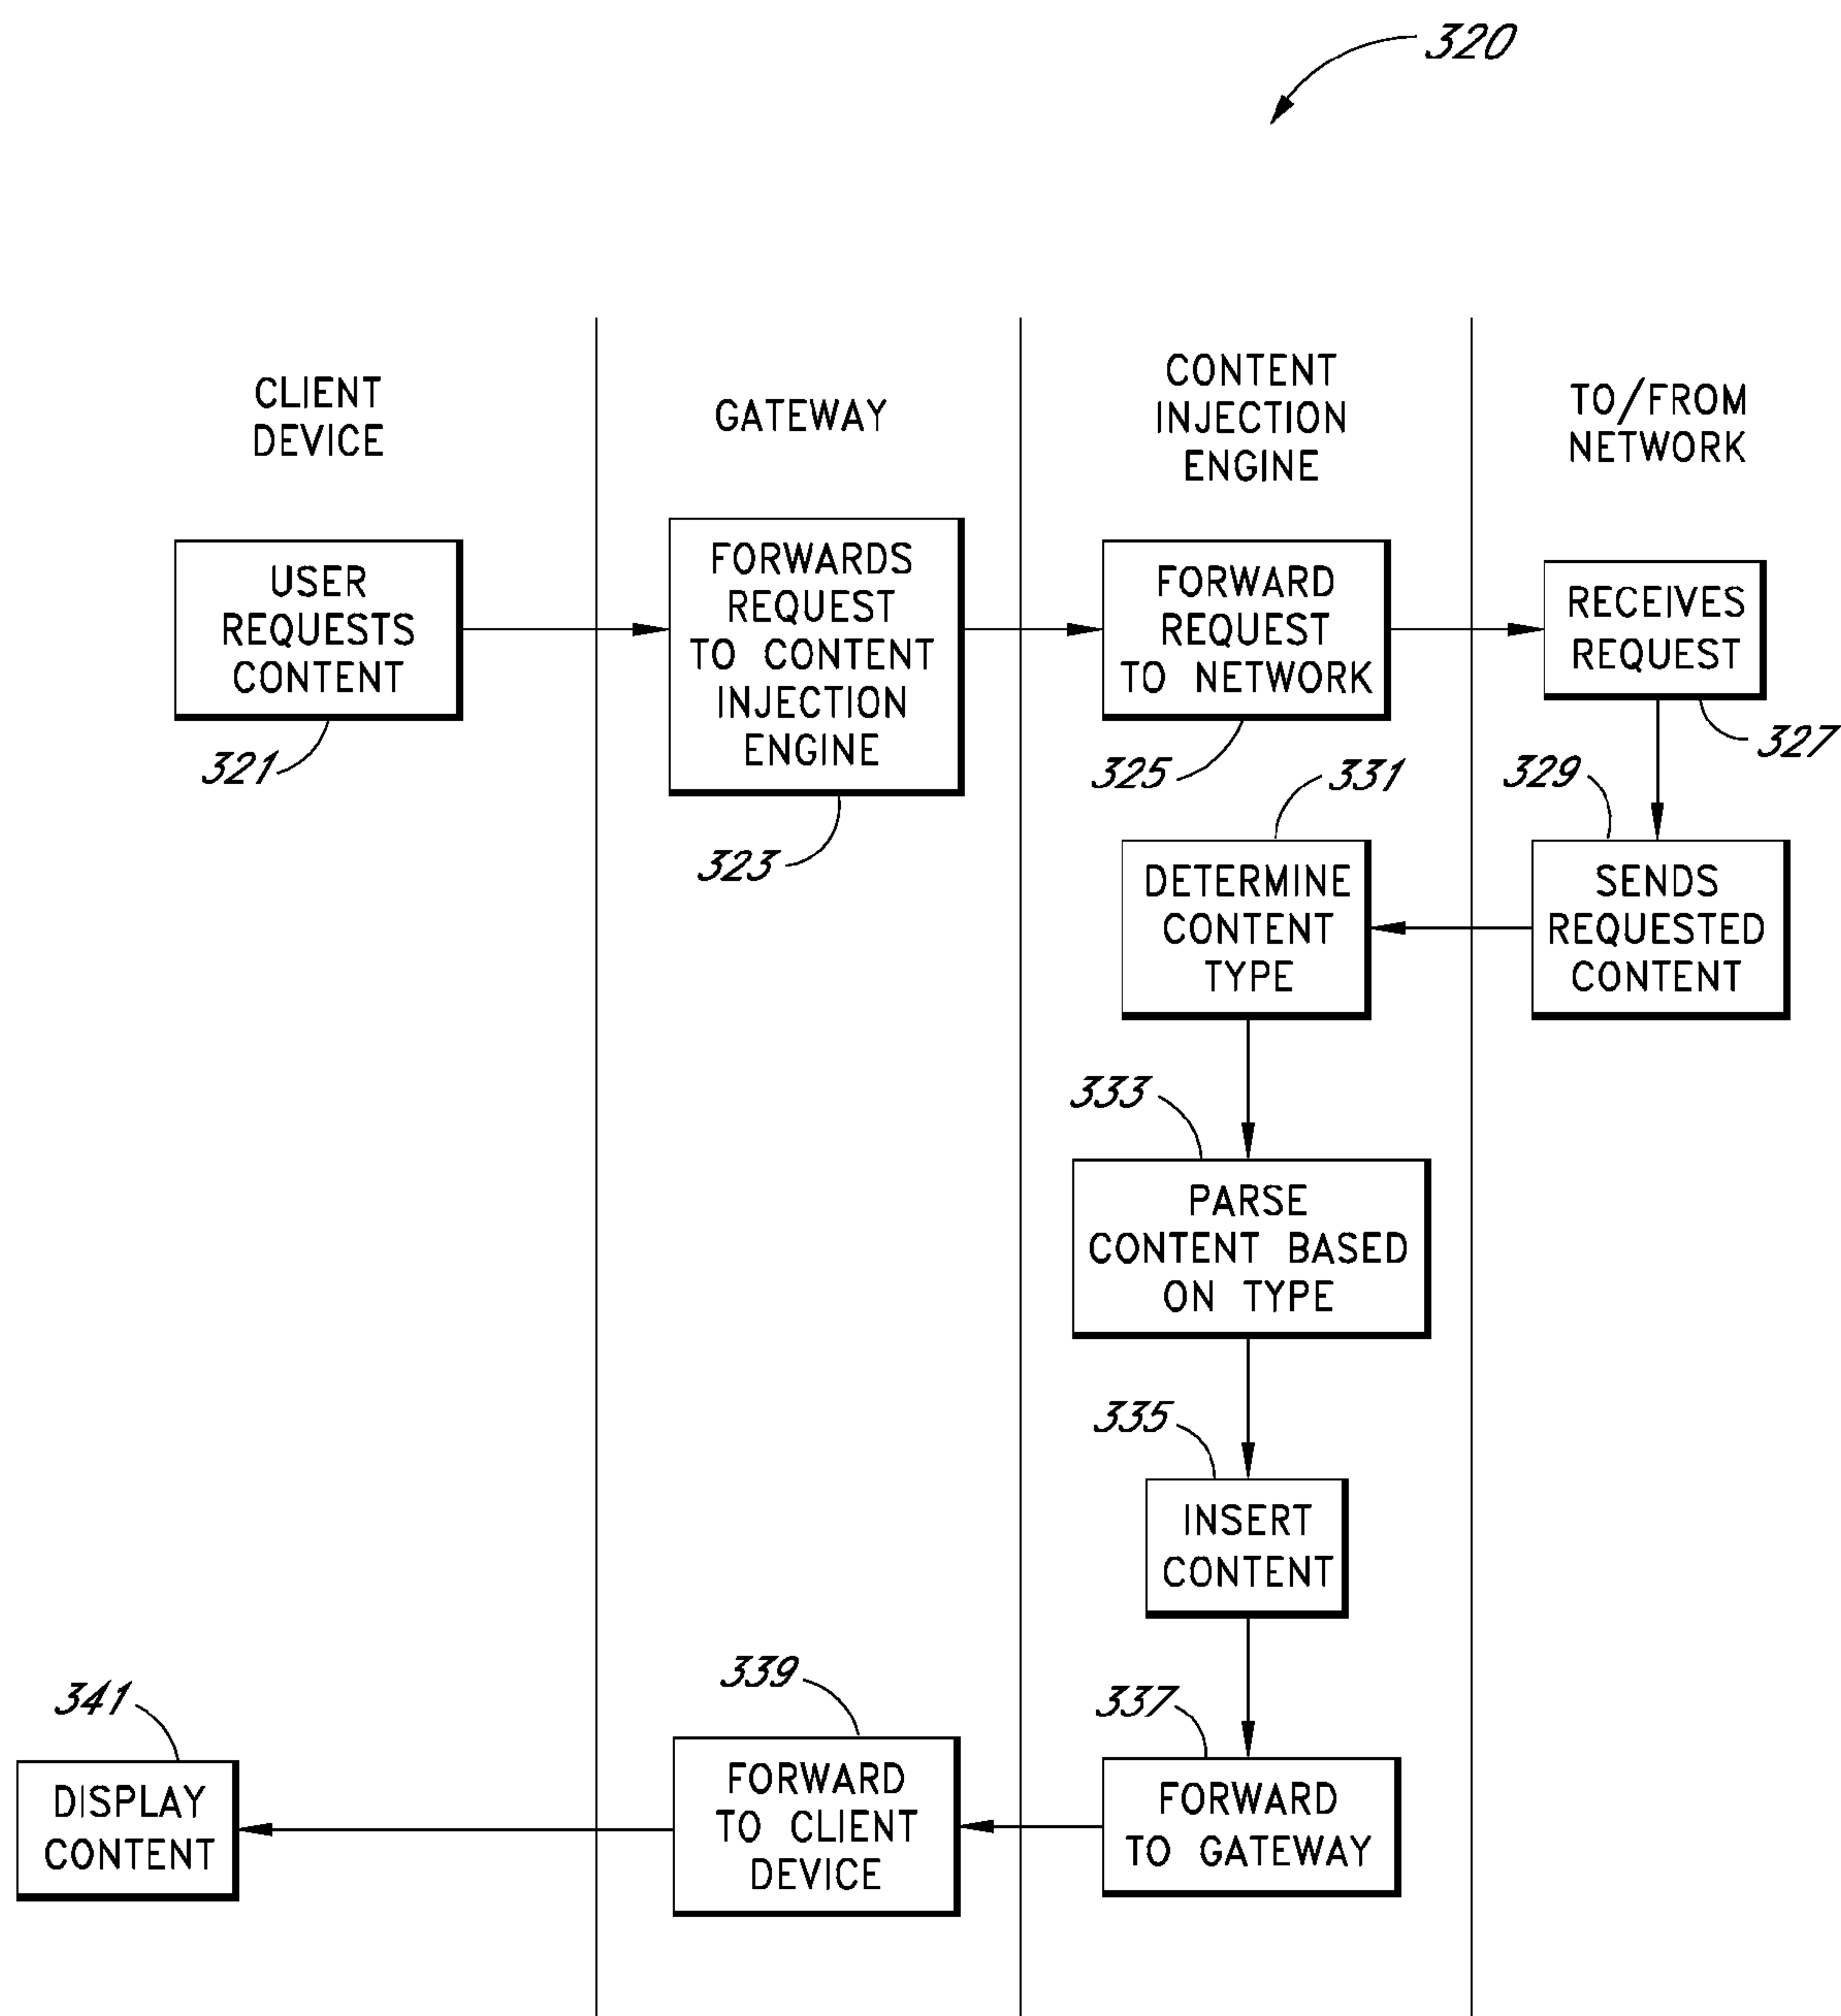 320
CLIENT
DEVICE
GATEWAY
CONTENT
INJECTION
ENGINE
TO/FROM
NETWORK
USER
REQUESTS
CONTENT
321
FORWARDS
REQUEST
TO CONTENT
INJECTION
ENGINE
323
FORWARD
REQUEST
TO NETWORK
325
RECEIVES
REQUEST
327
329
SENDS
REQUESTED
CONTENT
331
DETERMINE
CONTENT
TYPE
333
PARSE
CONTENT BASED
ON TYPE
335
INSERT
CONTENT
337
FORWARD
TO GATEWAY
339
FORWARD
TO CLIENT
DEVICE
341
DISPLAY
CONTENT